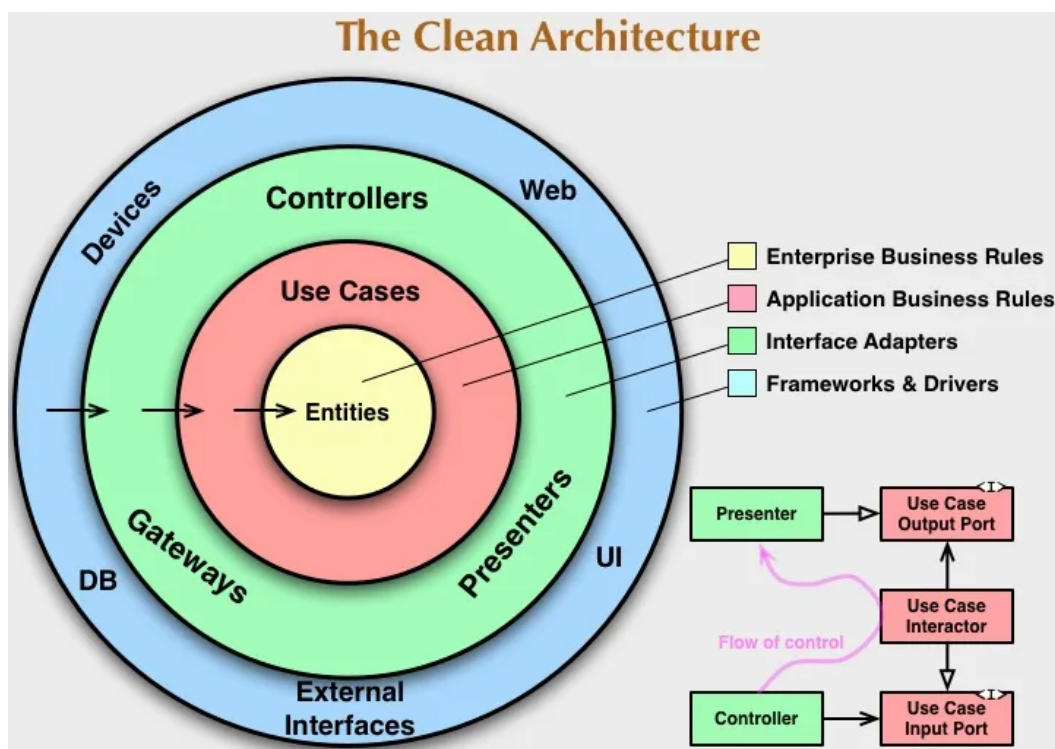 The Clean Architecture
Devices
Controllers
Web
Use Cases
Entities
Gateways
Presenters
DB
UI
External
Interfaces
Enterprise Business Rules
Application Business Rules
Interface Adapters
Frameworks & Drivers
Presenter
<I>
Use Case
Output Port
Use Case
Interactor
Flow of control
Controller
<I>
Use Case
Input Port